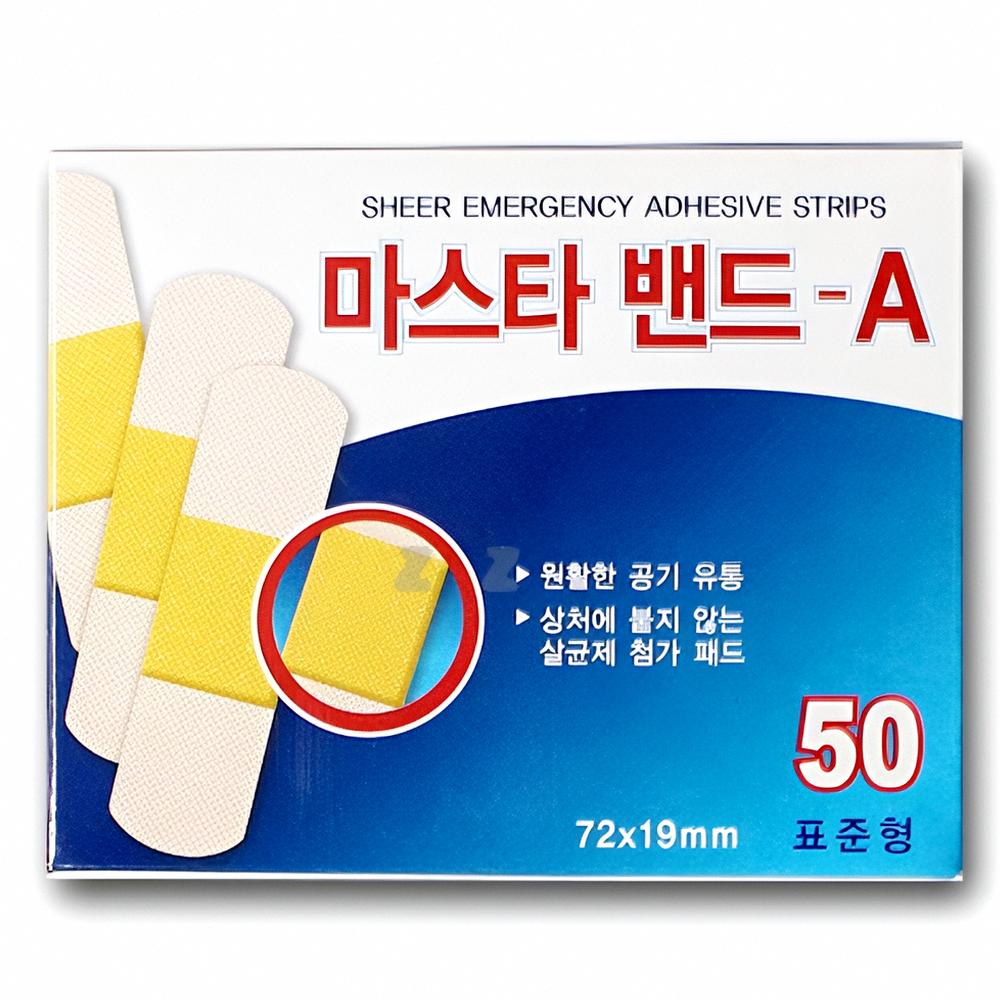 SHEER EMERGENCY ADHESIVE STRIPS
마스타 밴드-A
▶ 원활한 공기 유통
▶ 상처에 붙지 않는
살균제 첨가 패드
50
72x19mm 표준형